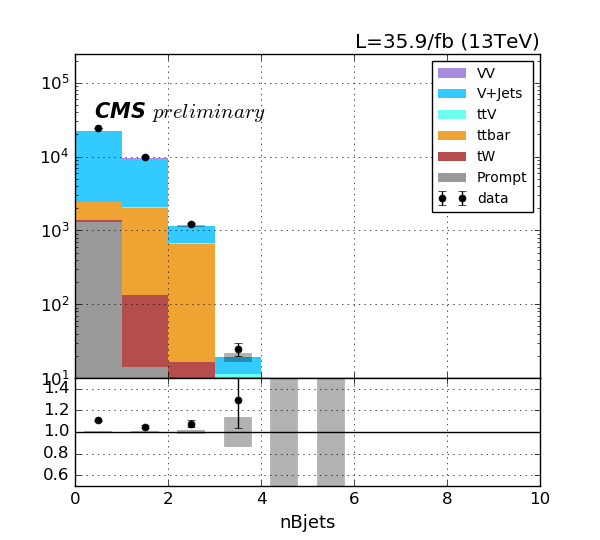 L=35.9/fb (13TeV)
10^5
10^4
10^3
10^2
10^1
CMS preliminary
VV
V+Jets
ttV
ttbar
tW
Prompt
data
1.4
1.2
1.0
0.8
0.6
0 2 4 6 8 10
nBjets